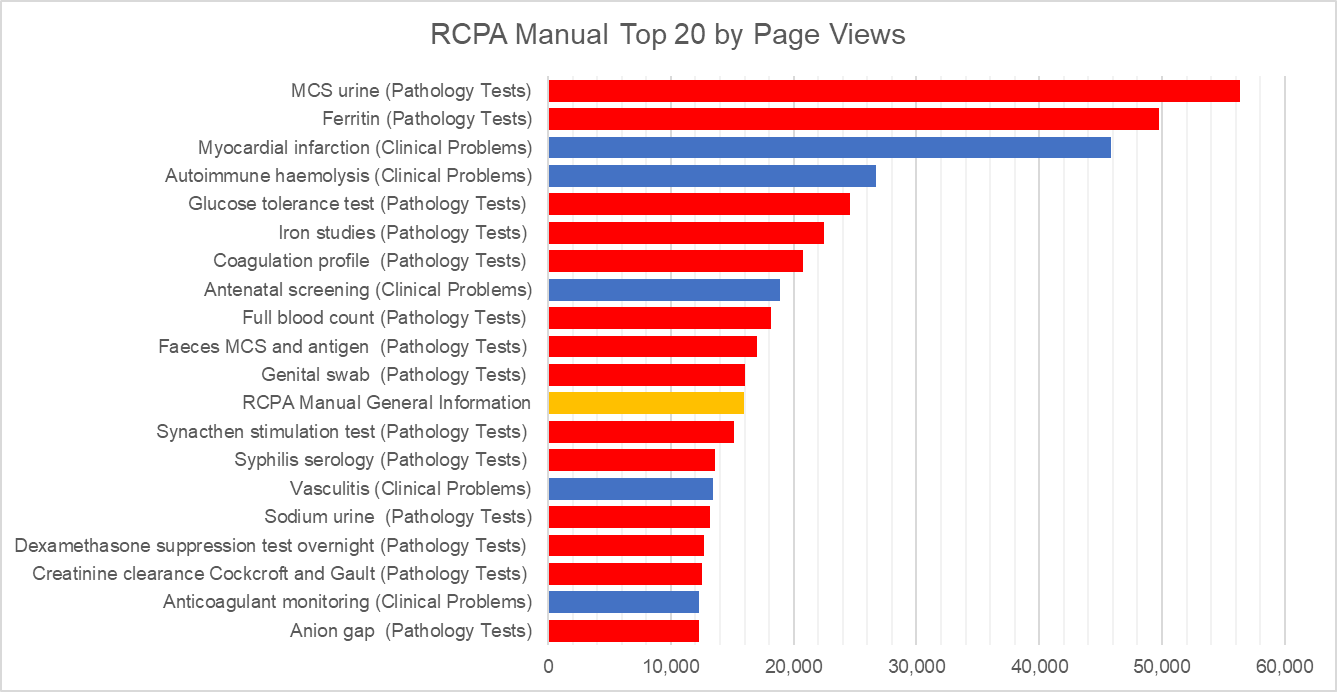 RCPA Manual Top 20 by Page Views
MCS urine (Pathology Tests)
Ferritin (Pathology Tests)
Myocardial infarction (Clinical Problems)
Autoimmune haemolysis (Clinical Problems)
Glucose tolerance test (Pathology Tests)
Iron studies (Pathology Tests)
Coagulation profile (Pathology Tests)
Antenatal screening (Clinical Problems)
Full blood count (Pathology Tests)
Faeces MCS and antigen (Pathology Tests)
Genital swab (Pathology Tests)
RCPA Manual General Information
Synacthen stimulation test (Pathology Tests)
Syphilis serology (Pathology Tests)
Vasculitis (Clinical Problems)
Sodium urine (Pathology Tests)
Dexamethasone suppression test overnight (Pathology Tests)
Creatinine clearance Cockcroft and Gault (Pathology Tests)
Anticoagulant monitoring (Clinical Problems)
Anion gap (Pathology Tests)
0 10,000 20,000 30,000 40,000 50,000 60,000